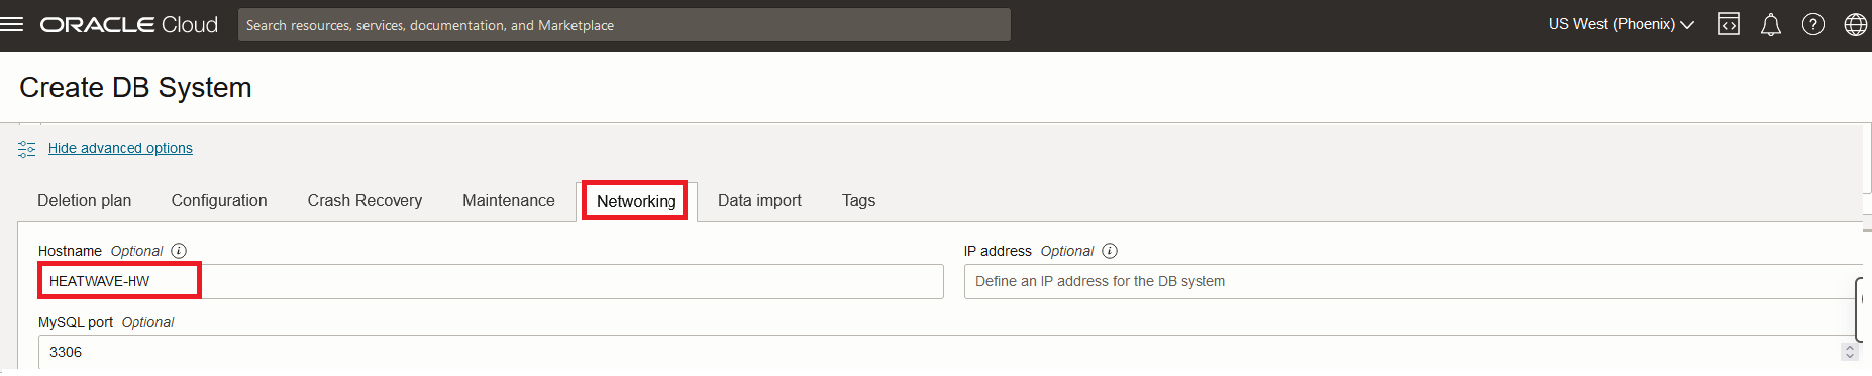 ORACLE Cloud
Search resources, services, documentation, and Marketplace
US West (Phoenix)
Create DB System
Hide advanced options
Deletion plan Configuration Crash Recovery Maintenance Networking Data import Tags
Hostname Optional
IP address Optional
HEATWAVE-HW
Define an IP address for the DB system
MySQL port Optional
3306